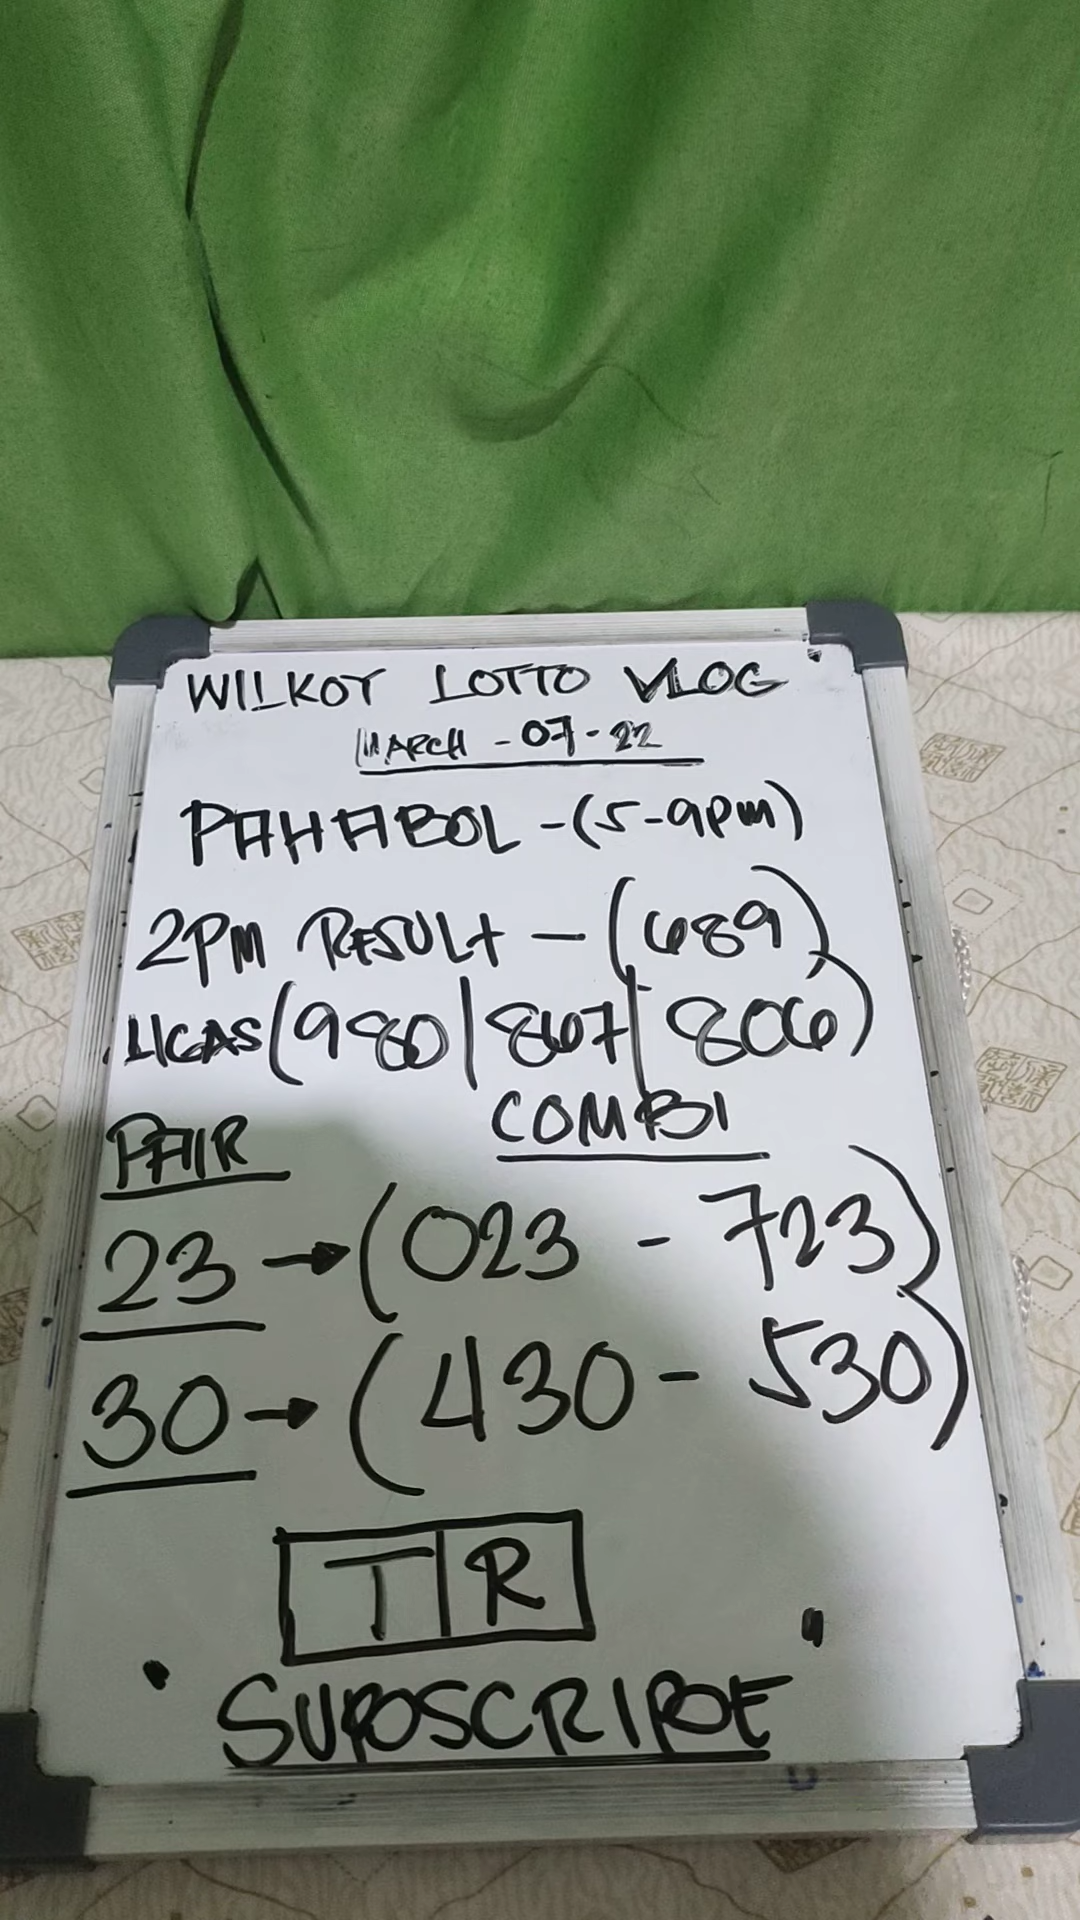 WILKOY LOTTO VLOG
MARCH - 07 - 22
PAHABOL - (5-9pm)
2PM RESULT - (689)
LIGAS (980 | 867 | 806)
PAIR COMBI
23 → (023 - 723)
30 → (430 - 530)
T|R
"SUBSCRIBE"